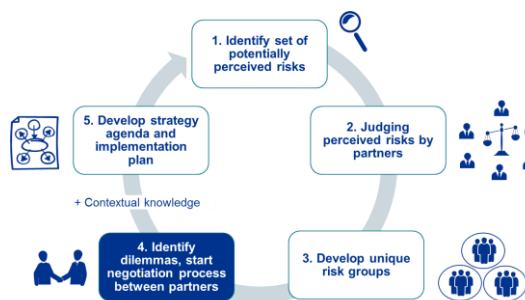 1. Identify set of
potentially
perceived risks
2. Judging
perceived risks by
partners
3. Develop unique
risk groups
4. Identify
dilemmas, start
negotiation process
between partners
+ Contextual knowledge
5. Develop strategy
agenda and
implementation
plan